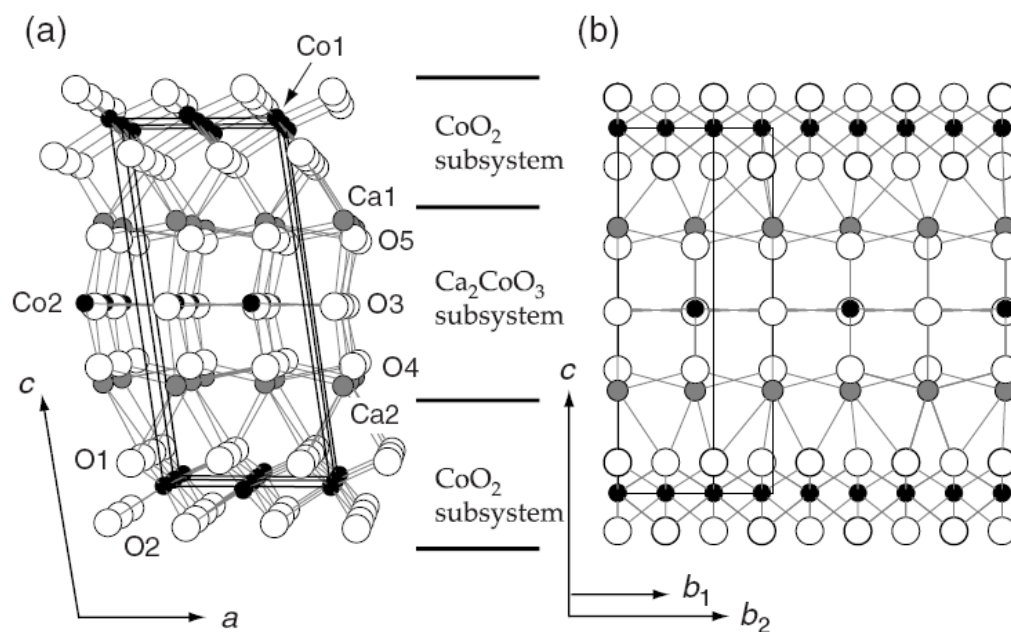 (a)
Co1
(b)
CoO2
subsystem
Ca1
O5
Co2
Ca2CoO3
subsystem
O3
O4
c
c
Ca2
O1
CoO2
subsystem
O2
b1
a
b2